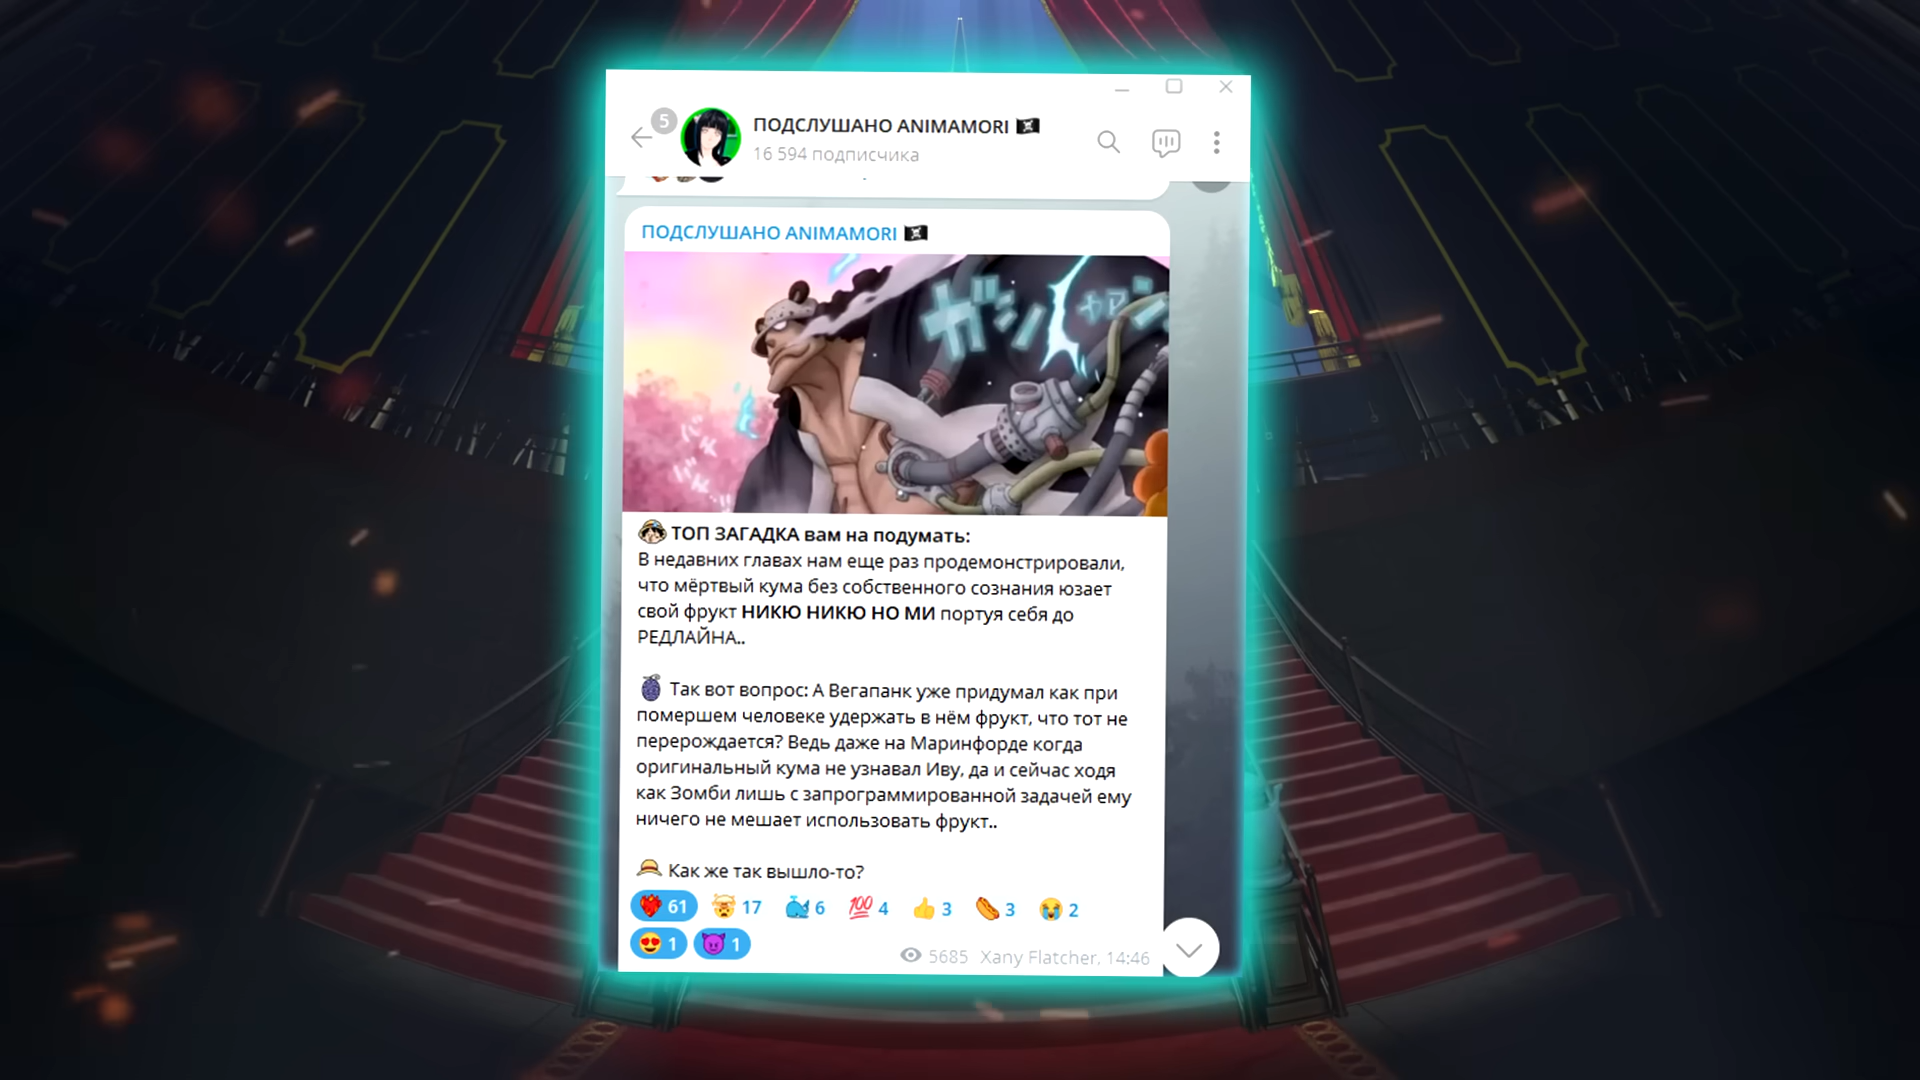 5
ПОДСЛУШАНО ANIMAMORI
16 594 подписчика
ПОДСЛУШАНО ANIMAMORI
ТОП ЗАГАДКА вам на подумать:
В недавних главах нам еще раз продемонстрировали,
что мёртвый кума без собственного сознания юзает
свой фрукт НИКЮ НИКЮ НО МИ портуя себя до
РЕДЛАЙНА..
Так вот вопрос: А Вегапанк уже придумал как при
помершем человеке удержать в нём фрукт, что тот не
перерождается? Ведь даже на Маринфорде когда
оригинальный кума не узнавал Иву, да и сейчас ходя
как Зомби лишь с запрограммированной задачей ему
ничего не мешает использовать фрукт..
Как же так вышло-то?
61 17 6 💯 4 3 3 2
1 1
5685 Xany Flatcher, 14:46